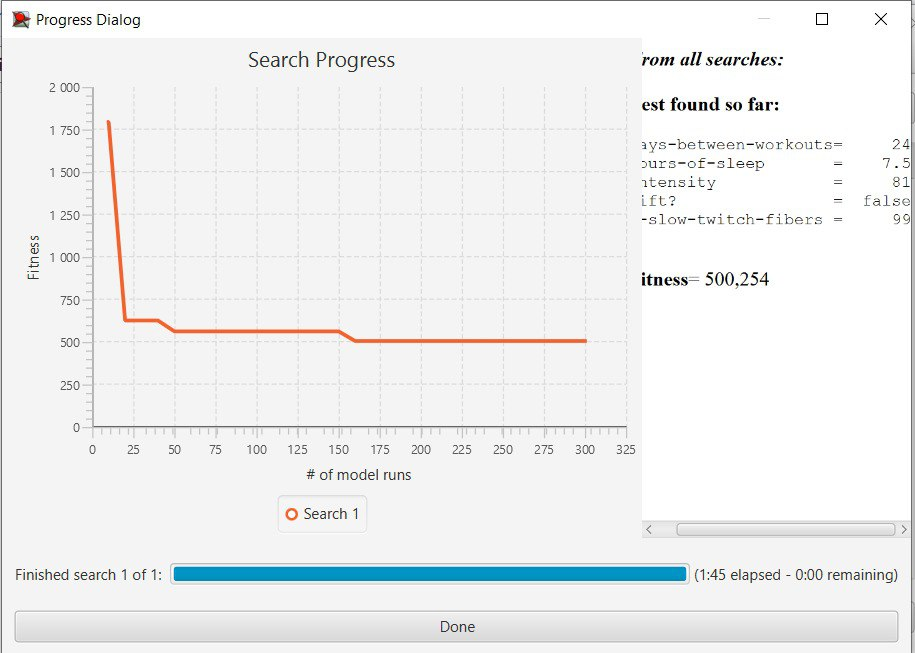 Progress Dialog
Search Progress
2 000
1 750
1 500
1 250
1 000
750
500
250
0
Fitness
0 25 50 75 100 125 150 175 200 225 250 275 300 325
# of model runs
Search 1
rom all searches:
est found so far:
ays-between-workouts= 24
ours-of-sleep = 7.5
ntensity = 81
ift? = false
-slow-twitch-fibers = 99
itness= 500,254
Finished search 1 of 1: (1:45 elapsed - 0:00 remaining)
Done